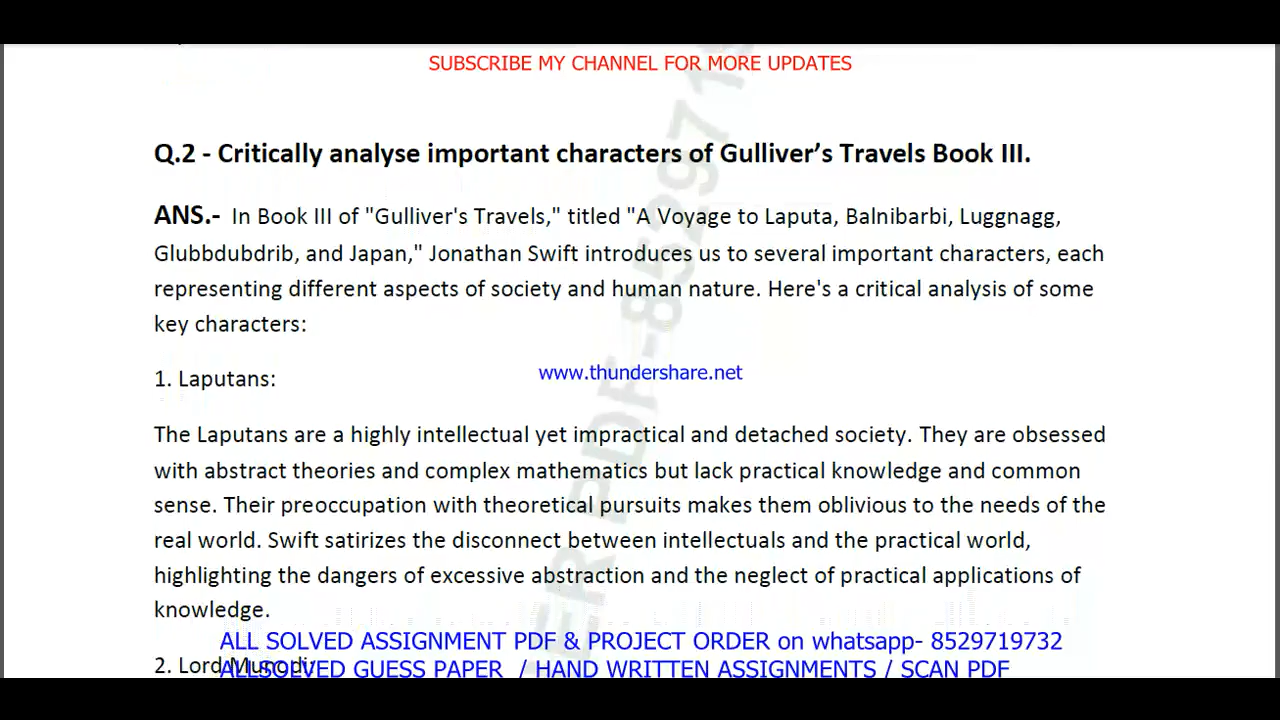 SUBSCRIBE MY CHANNEL FOR MORE UPDATES
Q.2 - Critically analyse important characters of Gulliver's Travels Book III.
ANS.- In Book III of "Gulliver's Travels," titled "A Voyage to Laputa, Balnibarbi, Luggnagg,
Glubbdubdrib, and Japan," Jonathan Swift introduces us to several important characters, each
representing different aspects of society and human nature. Here's a critical analysis of some
key characters:
1. Laputans:
www.thundershare.net
The Laputans are a highly intellectual yet impractical and detached society. They are obsessed
with abstract theories and complex mathematics but lack practical knowledge and common
sense. Their preoccupation with theoretical pursuits makes them oblivious to the needs of the
real world. Swift satirizes the disconnect between intellectuals and the practical world,
highlighting the dangers of excessive abstraction and the neglect of practical applications of
knowledge.
ALL SOLVED ASSIGNMENT PDF & PROJECT ORDER on whatsapp- 8529719732
2. Lord Munodi:
ALLSOLVED GUESS PAPER / HAND WRITTEN ASSIGNMENTS / SCAN PDF
ER PDF-8529719